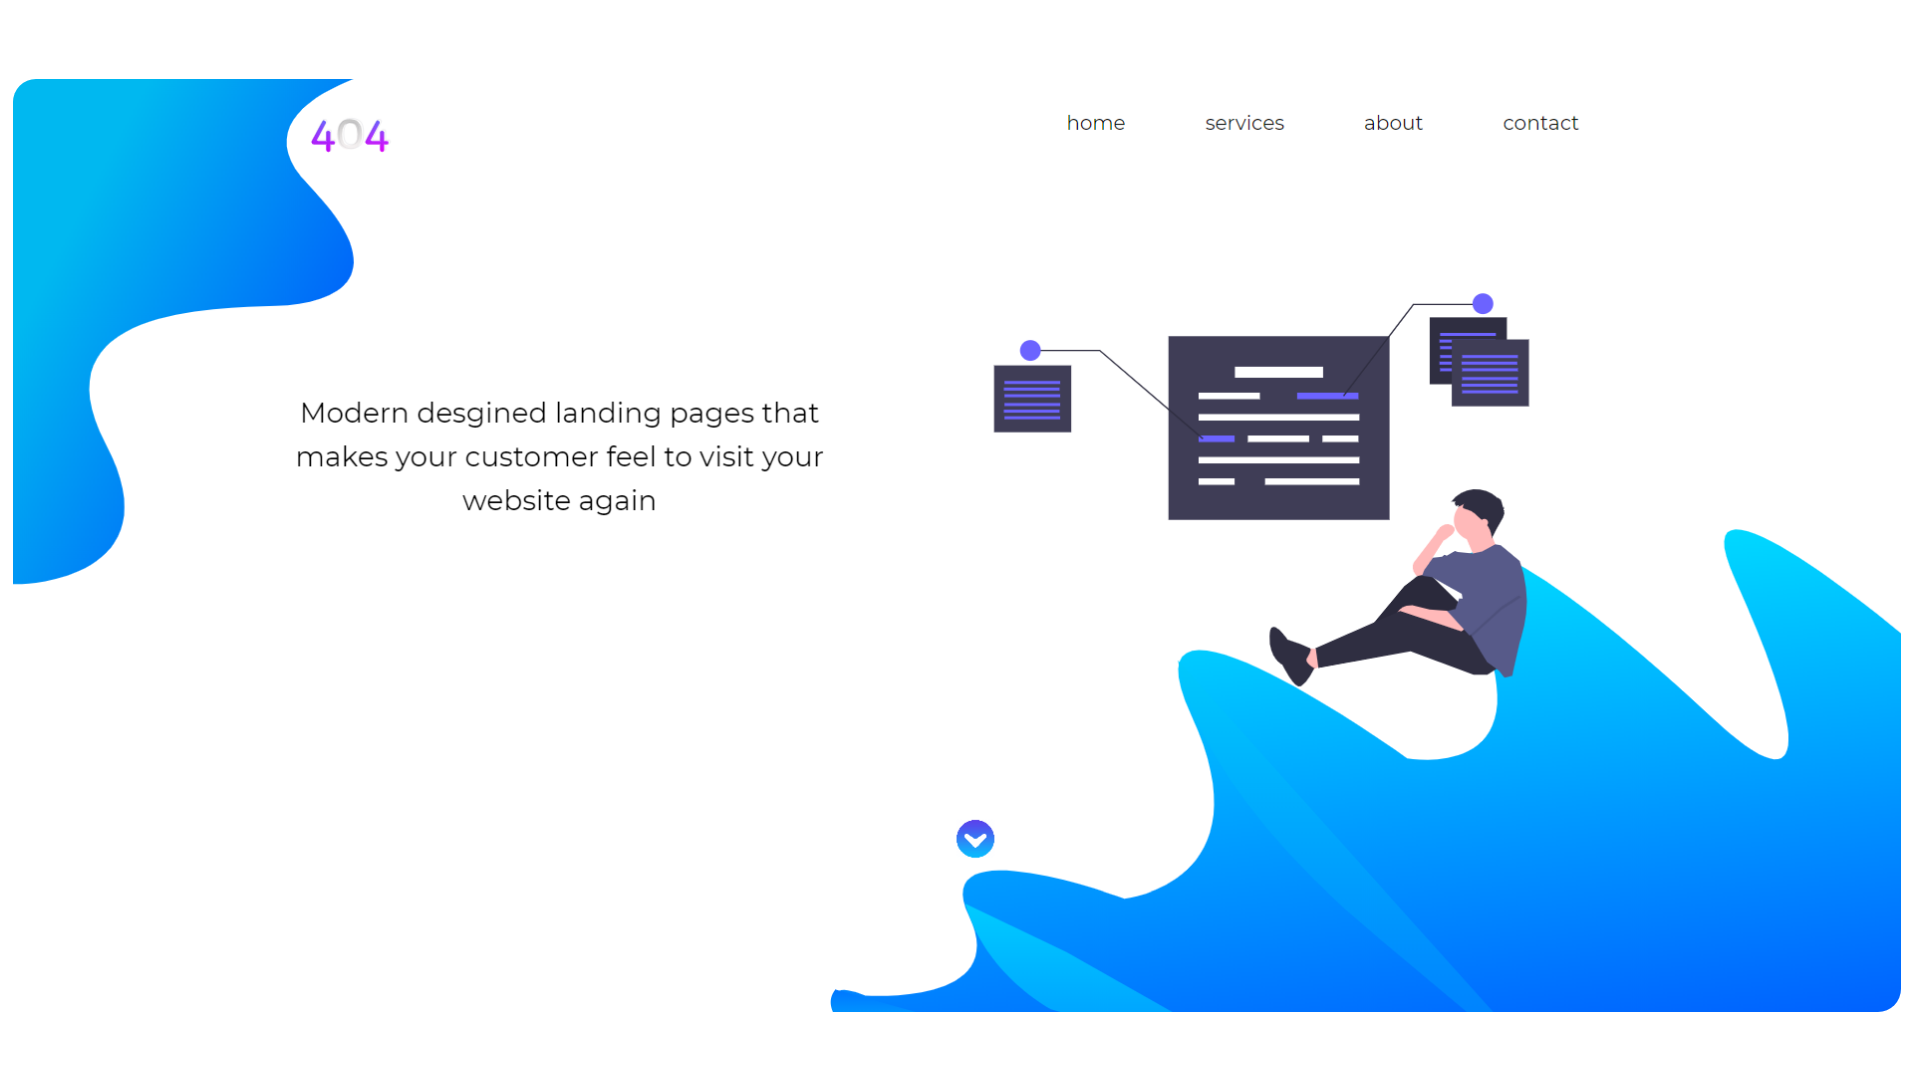 404
home services about contact
Modern desgined landing pages that
makes your customer feel to visit your
website again